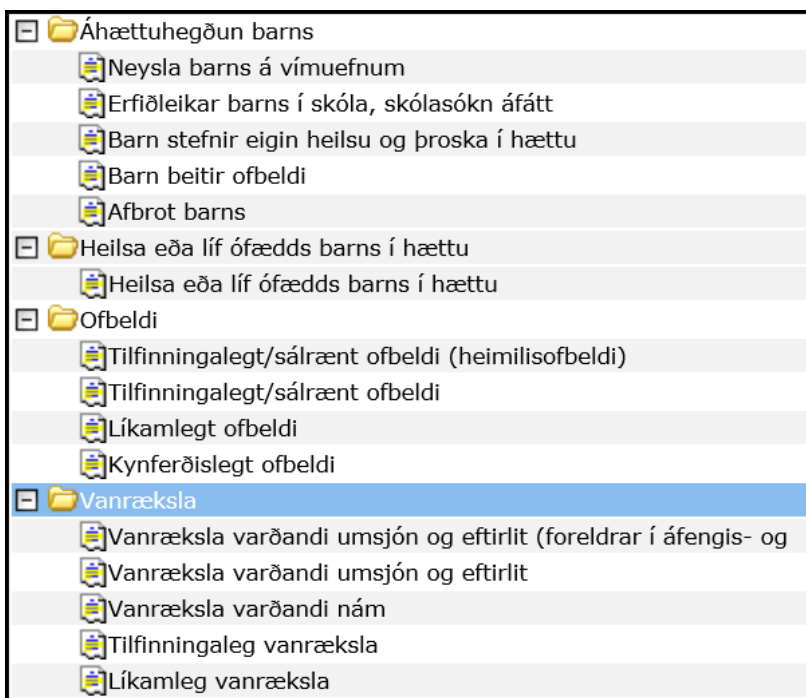 Áhættuhegðun barns
Neysla barns á vímuefnum
Erfiðleikar barns í skóla, skólasókn áfátt
Barn stefnir eigin heilsu og þroska í hættu
Barn beitir ofbeldi
Afbrot barns
Heilsa eða líf ófædds barns í hættu
Heilsa eða líf ófædds barns í hættu
Ofbeldi
Tilfinningalegt/sálrænt ofbeldi (heimilisofbeldi)
Tilfinningalegt/sálrænt ofbeldi
Líkamlegt ofbeldi
Kynferðislegt ofbeldi
Vanræksla
Vanræksla varðandi umsjón og eftirlit (foreldrar í áfengis- og
Vanræksla varðandi umsjón og eftirlit
Vanræksla varðandi nám
Tilfinningaleg vanræksla
Líkamleg vanræksla